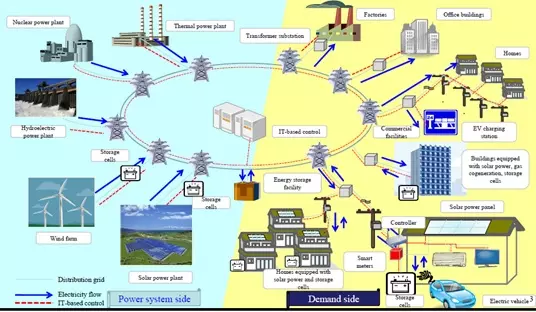 Nuclear power plant
Thermal power plant
Transformer substation
Factories
Office buildings
Homes
Hydroelectric
power plant
IT-based control
Commercial
facilities
EV charging
station
Storage
cells
Storage
cells
Energy storage
facility
Buildings equipped
with solar power, gas
cogeneration, storage
cells
Wind farm
Solar power plant
Homes equipped with
solar power and storage
cells
Smart
meters
Controller
Solar power panel
Storage
cells
Electric vehicle
3
Distribution grid
Electricity flow
IT-based control
Power system side
Demand side